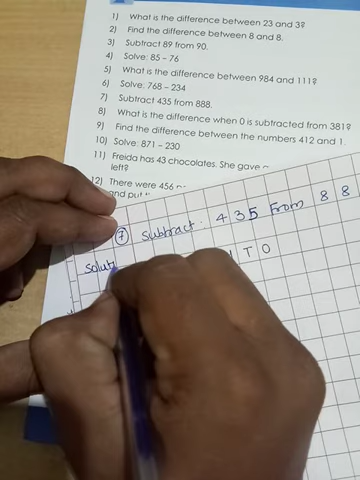 1) What is the difference between 23 and 3?
2) Find the difference between 8 and 8.
3) Subtract 89 from 90.
4) Solve: 85 – 76
5) What is the difference between 984 and 111?
6) Solve: 768 – 234
7) Subtract 435 from 888.
8) What is the difference when 0 is subtracted from 381?
9) Find the difference between the numbers 412 and 1.
10) Solve: 871 – 230
11) Freida has 43 chocolates. She gave
left?
12) There were 456
and put
7 Subtract : 435 from 88
Solut
T O